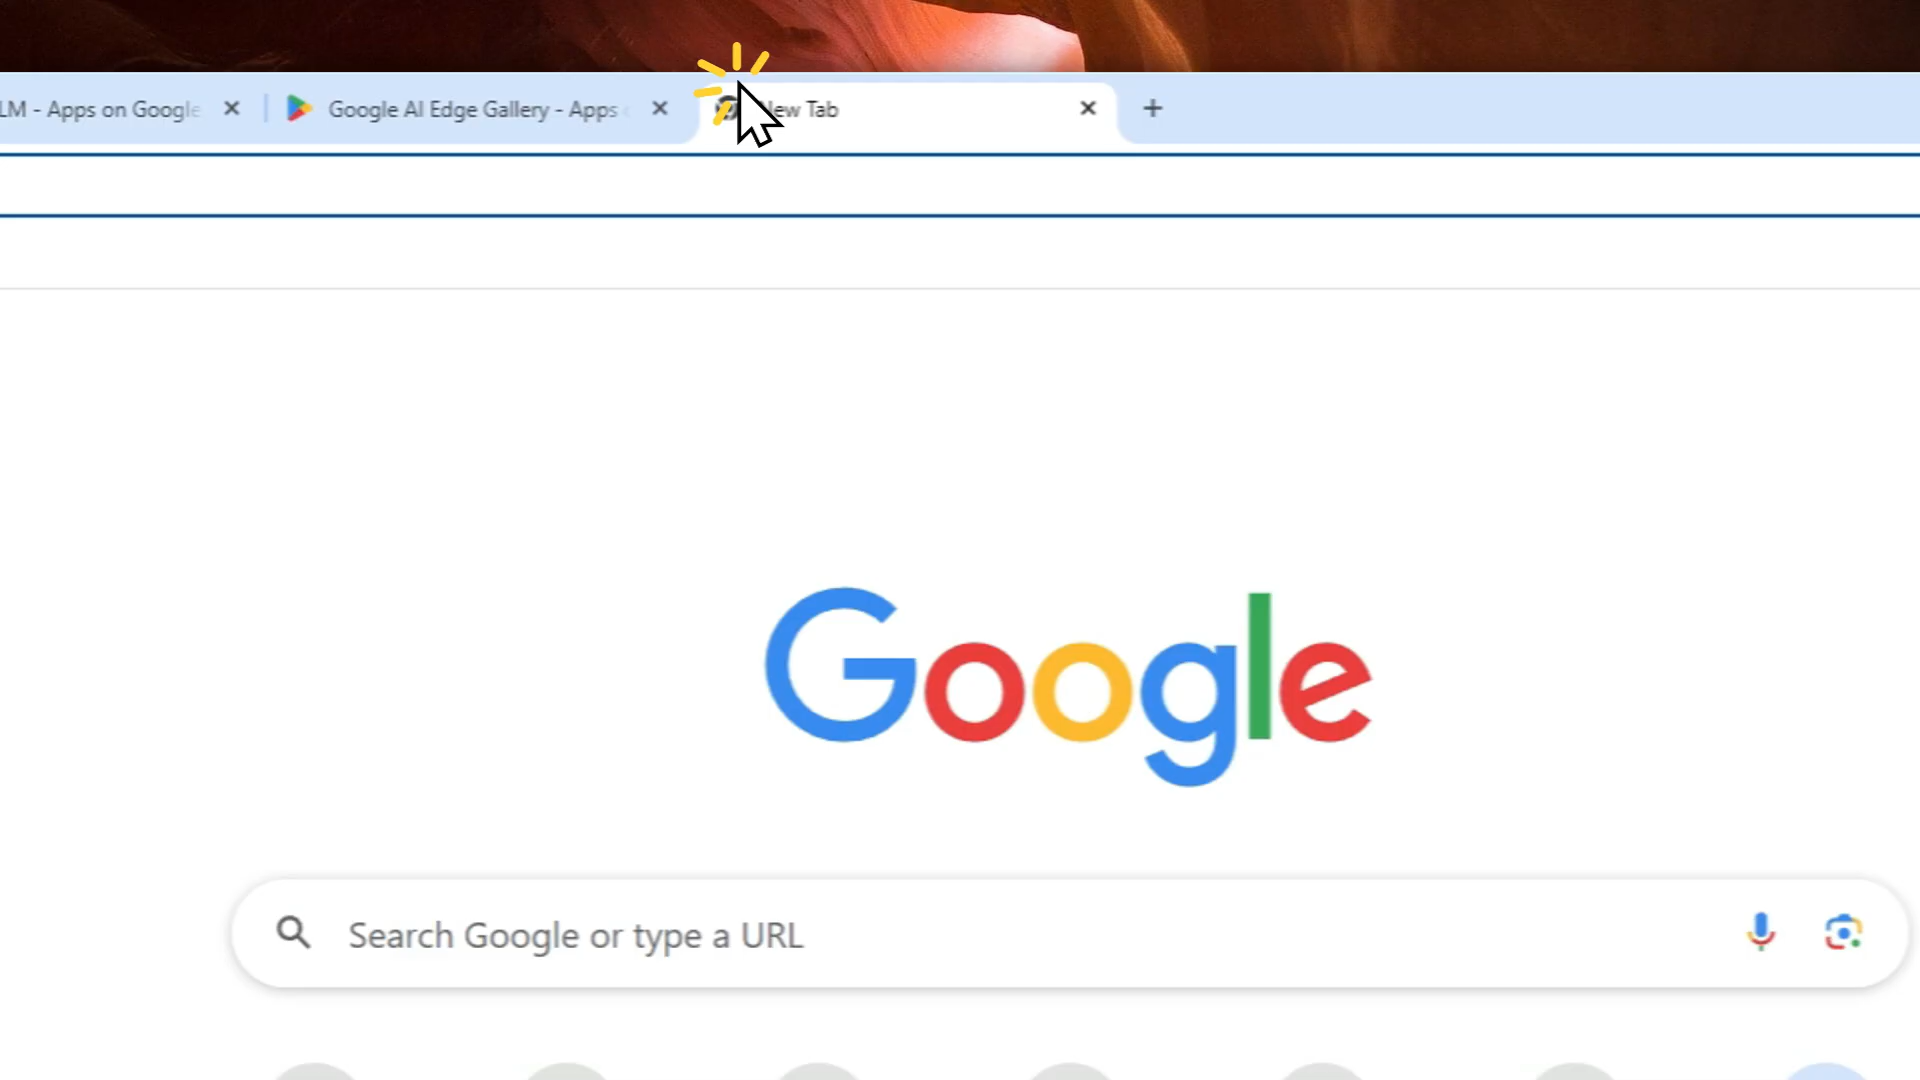 LM - Apps on Google
Google AI Edge Gallery - Apps
New Tab
Google
Search Google or type a URL